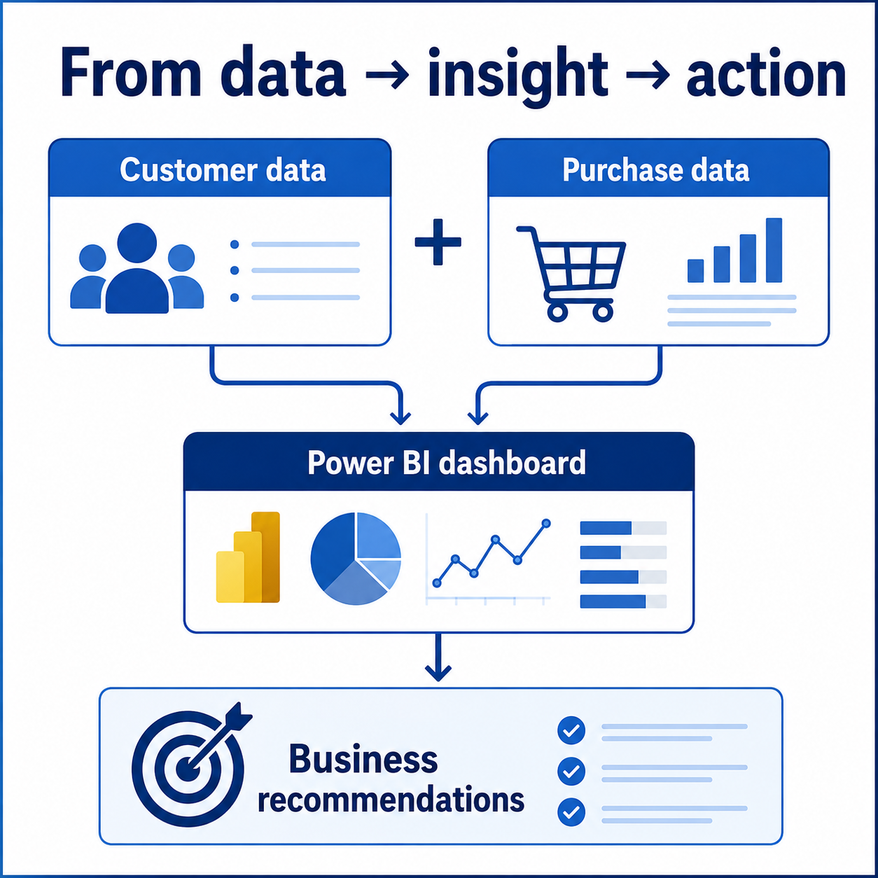 From data → insight → action
Customer data
Purchase data
Power BI dashboard
Business
recommendations